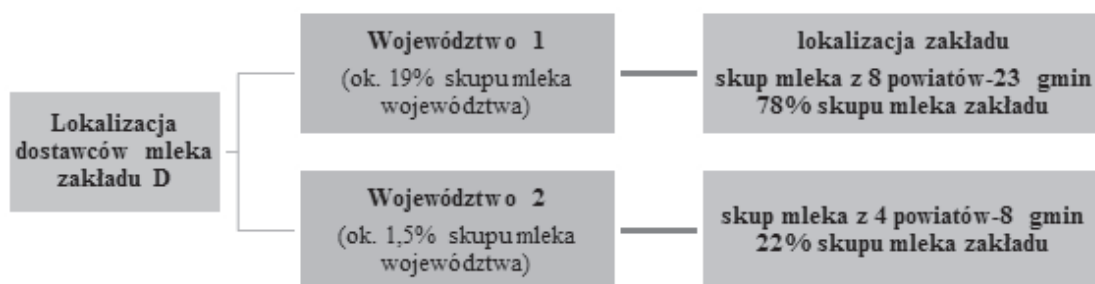 Lokalizacja
dostawców mleka
zakładu D
Województwo 1
(ok. 19% skupu mleka
województwa)
lokalizacja zakładu
skup mleka z 8 powiatów-23 gmin
78% skupu mleka zakładu
Województwo 2
(ok. 1,5% skupu mleka
województwa)
skup mleka z 4 powiatów-8 gmin
22% skupu mleka zakładu